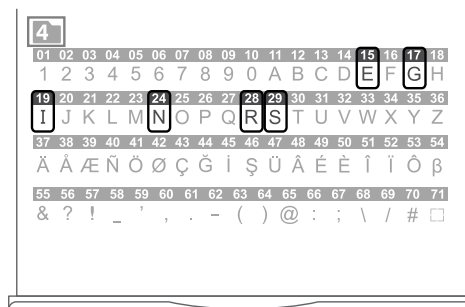 4
01 02 03 04 05 06 07 08 09 10 11 12 13 14 15 16 17 18
1 2 3 4 5 6 7 8 9 0 A B C D E F G H
19 20 21 22 23 24 25 26 27 28 29 30 31 32 33 34 35 36
I J K L M N O P Q R S T U V W X Y Z
37 38 39 40 41 42 43 44 45 46 47 48 49 50 51 52 53 54
Ä Å Æ Ñ Ö Ø Ç Ğ İ Ş Ü Â É È Î Ï Ô β
55 56 57 58 59 60 61 62 63 64 65 66 67 68 69 70 71
& ? ! _ ’ , . – ( ) @ : ; \ / #